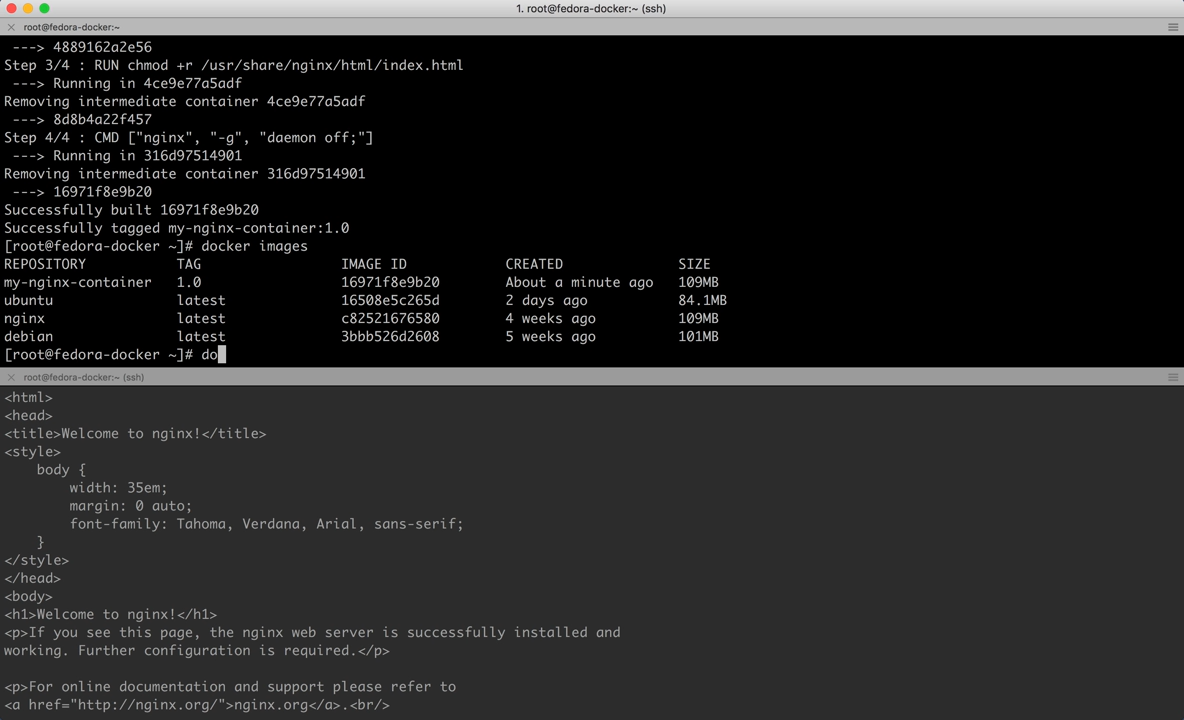 1. root@fedora-docker:~ (ssh)
root@fedora-docker:~
---> 4889162a2e56
Step 3/4 : RUN chmod +r /usr/share/nginx/html/index.html
---> Running in 4ce9e77a5adf
Removing intermediate container 4ce9e77a5adf
---> 8d8b4a22f457
Step 4/4 : CMD ["nginx", "-g", "daemon off;"]
---> Running in 316d97514901
Removing intermediate container 316d97514901
---> 16971f8e9b20
Successfully built 16971f8e9b20
Successfully tagged my-nginx-container:1.0
[root@fedora-docker ~]# docker images
REPOSITORY TAG IMAGE ID CREATED SIZE
my-nginx-container 1.0 16971f8e9b20 About a minute ago 109MB
ubuntu latest 16508e5c265d 2 days ago 84.1MB
nginx latest c82521676580 4 weeks ago 109MB
debian latest 3bbb526d2608 5 weeks ago 101MB
[root@fedora-docker ~]# do
root@fedora-docker:~ (ssh)
<html>
<head>
<title>Welcome to nginx!</title>
<style>
    body {
        width: 35em;
        margin: 0 auto;
        font-family: Tahoma, Verdana, Arial, sans-serif;
    }
</style>
</head>
<body>
<h1>Welcome to nginx!</h1>
<p>If you see this page, the nginx web server is successfully installed and
working. Further configuration is required.</p>
<p>For online documentation and support please refer to
<a href="http://nginx.org/">nginx.org</a>.<br/>